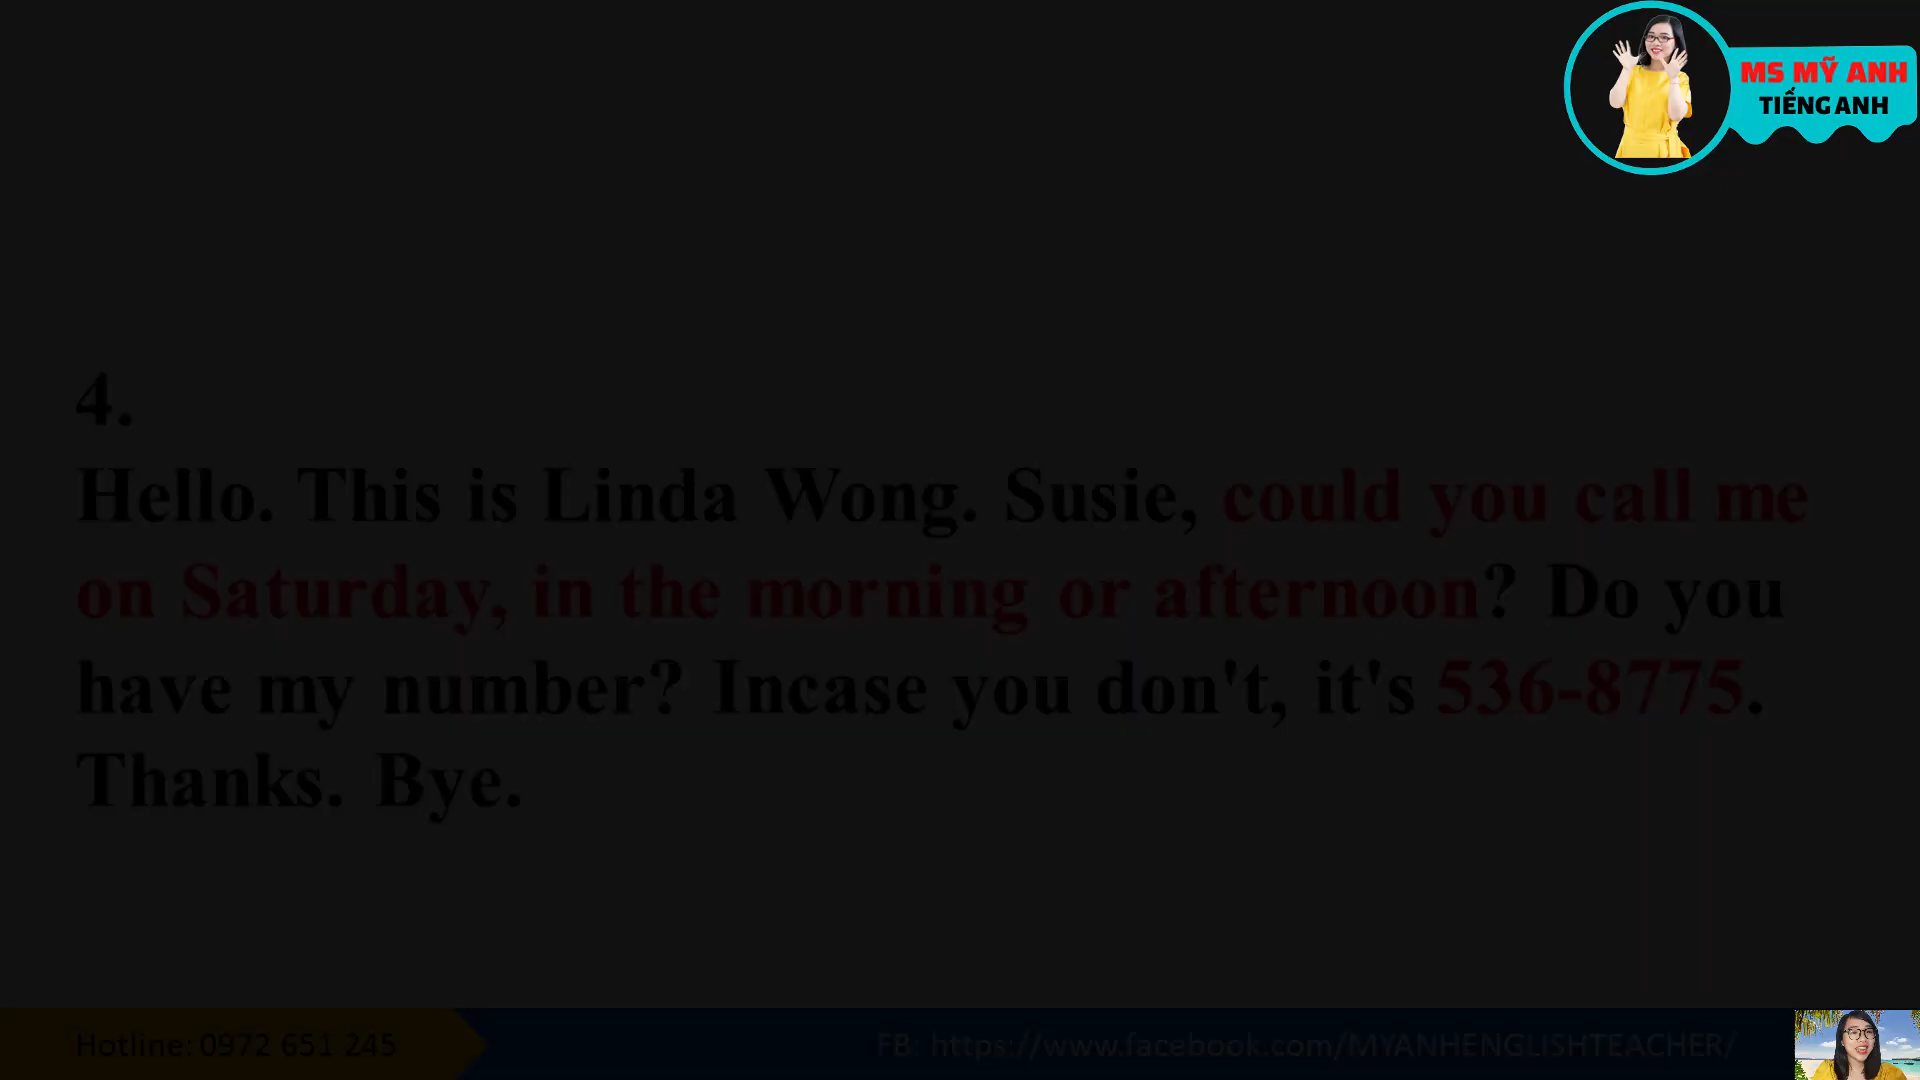 MS MỸ ANH
TIẾNG ANH
4.
Hello. This is Linda Wong. Susie, could you call me
on Saturday, in the morning or afternoon? Do you
have my number? Incase you don't, it's 536-8775.
Thanks. Bye.
Hotline: 0972 651 245
FB: https://www.facebook.com/MYANHENGLISHTEACHER/